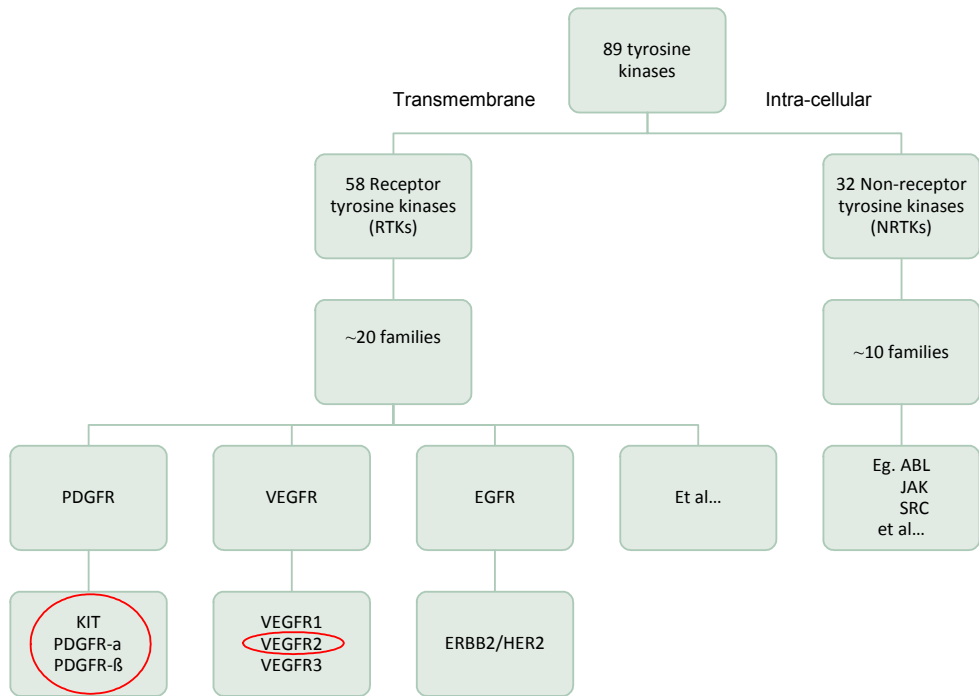 89 tyrosine
kinases
Transmembrane
Intra-cellular
58 Receptor
tyrosine kinases
(RTKs)
32 Non-receptor
tyrosine kinases
(NRTKs)
~20 families
~10 families
PDGFR
VEGFR
EGFR
Et al…
Eg. ABL
JAK
SRC
et al…
KIT
PDGFR-a
PDGFR-ß
VEGFR1
VEGFR2
VEGFR3
ERBB2/HER2